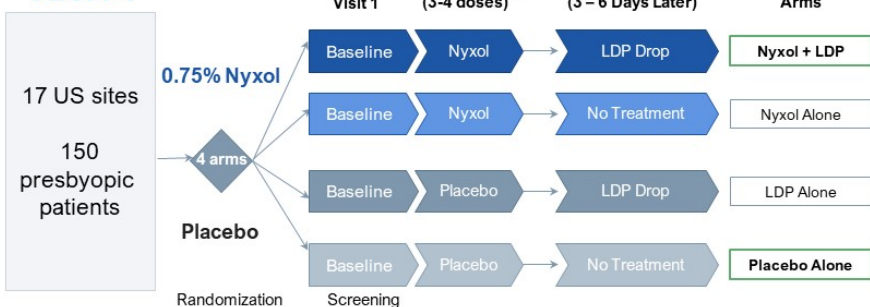 Visit 1 (3-4 doses) (3 – 6 Days Later) Arms
Baseline Nyxol LDP Drop Nyxol + LDP
0.75% Nyxol
17 US sites
Baseline Nyxol No Treatment Nyxol Alone
150
presbyopic
patients
4 arms
Baseline Placebo LDP Drop LDP Alone
Placebo
Baseline Placebo No Treatment Placebo Alone
Randomization Screening